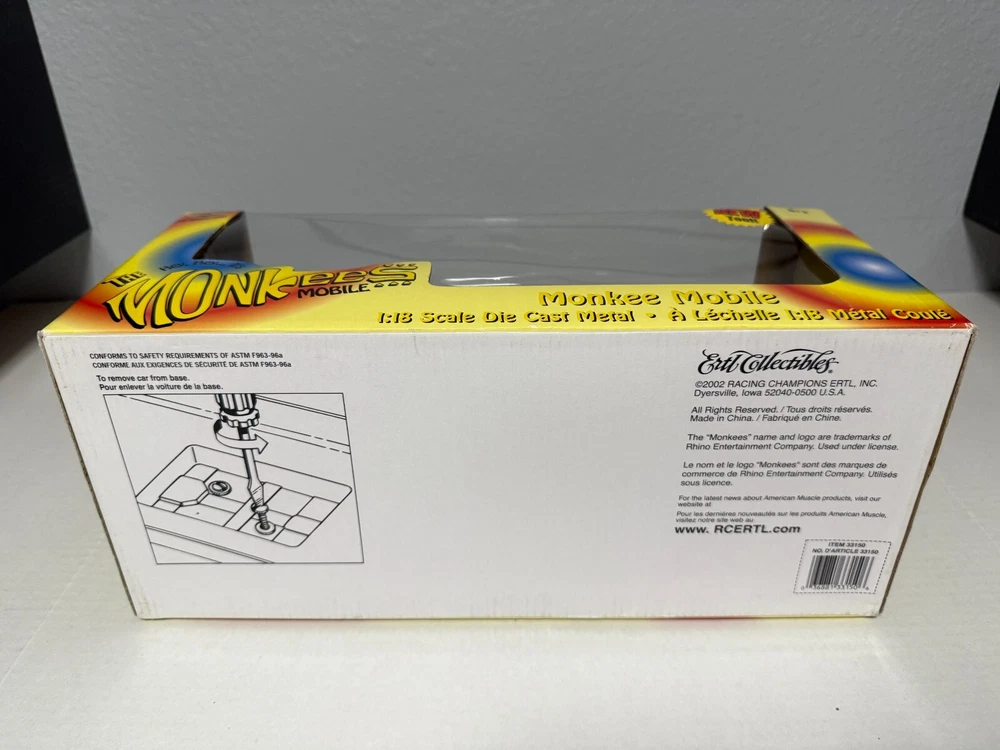 NEW
THE
MONKEES
MOBILE
Monkee Mobile
1:18 Scale Die Cast Metal • À Léchelle 1:18 Métal Coulé
CONFORMS TO SAFETY REQUIREMENTS OF ASTM F963-96a
CONFORME AUX EXIGENCES DE SÉCURITÉ DE ASTM F963-96a
To remove car from base.
Pour enlever la voiture de la base.
Ertl Collectibles
©2002 RACING CHAMPIONS ERTL, INC.
Dyersville, Iowa 52040-0500 U.S.A.
All Rights Reserved. / Tous droits réservés.
Made in China. / Fabriqué en Chine.
The "Monkees" name and logo are trademarks of
Rhino Entertainment Company. Used under license.
Le nom et le logo "Monkees" sont des marques de
commerce de Rhino Entertainment Company. Utilisés
sous licence.
For the latest news about American Muscle products, visit our
website at
Pour les dernières nouveautés sur les produits American Muscle,
visitez notre site web au
www. RCERTL.com
ITEM 33150
NO. D'ARTICLE 33150